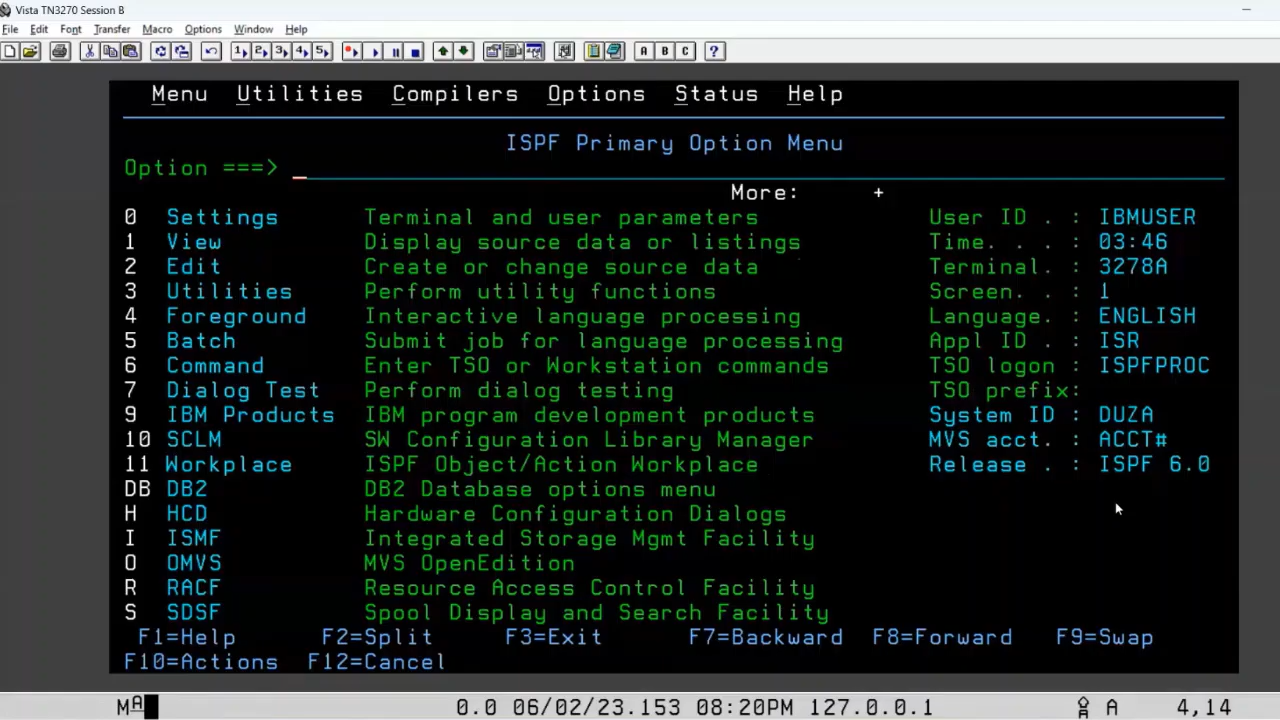 Vista TN3270 Session B
File Edit Font Transfer Macro Options Window Help
1 2 3 4 5 A B C ?
Menu Utilities Compilers Options Status Help
ISPF Primary Option Menu
Option ===>
More: +
0 Settings Terminal and user parameters User ID . : IBMUSER
1 View Display source data or listings Time. . . : 03:46
2 Edit Create or change source data Terminal. : 3278A
3 Utilities Perform utility functions Screen. . : 1
4 Foreground Interactive language processing Language. : ENGLISH
5 Batch Submit job for language processing Appl ID . : ISR
6 Command Enter TSO or Workstation commands TSO logon : ISPFPROC
7 Dialog Test Perform dialog testing TSO prefix:
9 IBM Products IBM program development products System ID : DUZA
10 SCLM SW Configuration Library Manager MVS acct. : ACCT#
11 Workplace ISPF Object/Action Workplace Release . : ISPF 6.0
DB DB2 DB2 Database options menu
H HCD Hardware Configuration Dialogs
I ISMF Integrated Storage Mgmt Facility
O OMVS MVS OpenEdition
R RACF Resource Access Control Facility
S SDSF Spool Display and Search Facility
F1=Help F2=Split F3=Exit F7=Backward F8=Forward F9=Swap
F10=Actions F12=Cancel
MA 0.0 06/02/23.153 08:20PM 127.0.0.1 A 4,14